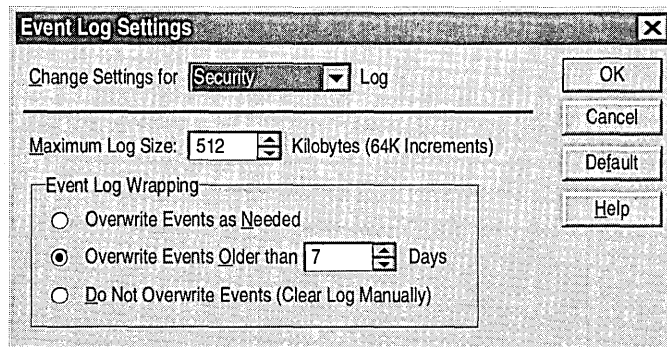 Event Log Settings
Change Settings for Security Log
OK
Cancel
Maximum Log Size: 512 Kilobytes (64K Increments)
Default
Event Log Wrapping
Help
Overwrite Events as Needed
Overwrite Events Older than 7 Days
Do Not Overwrite Events (Clear Log Manually)